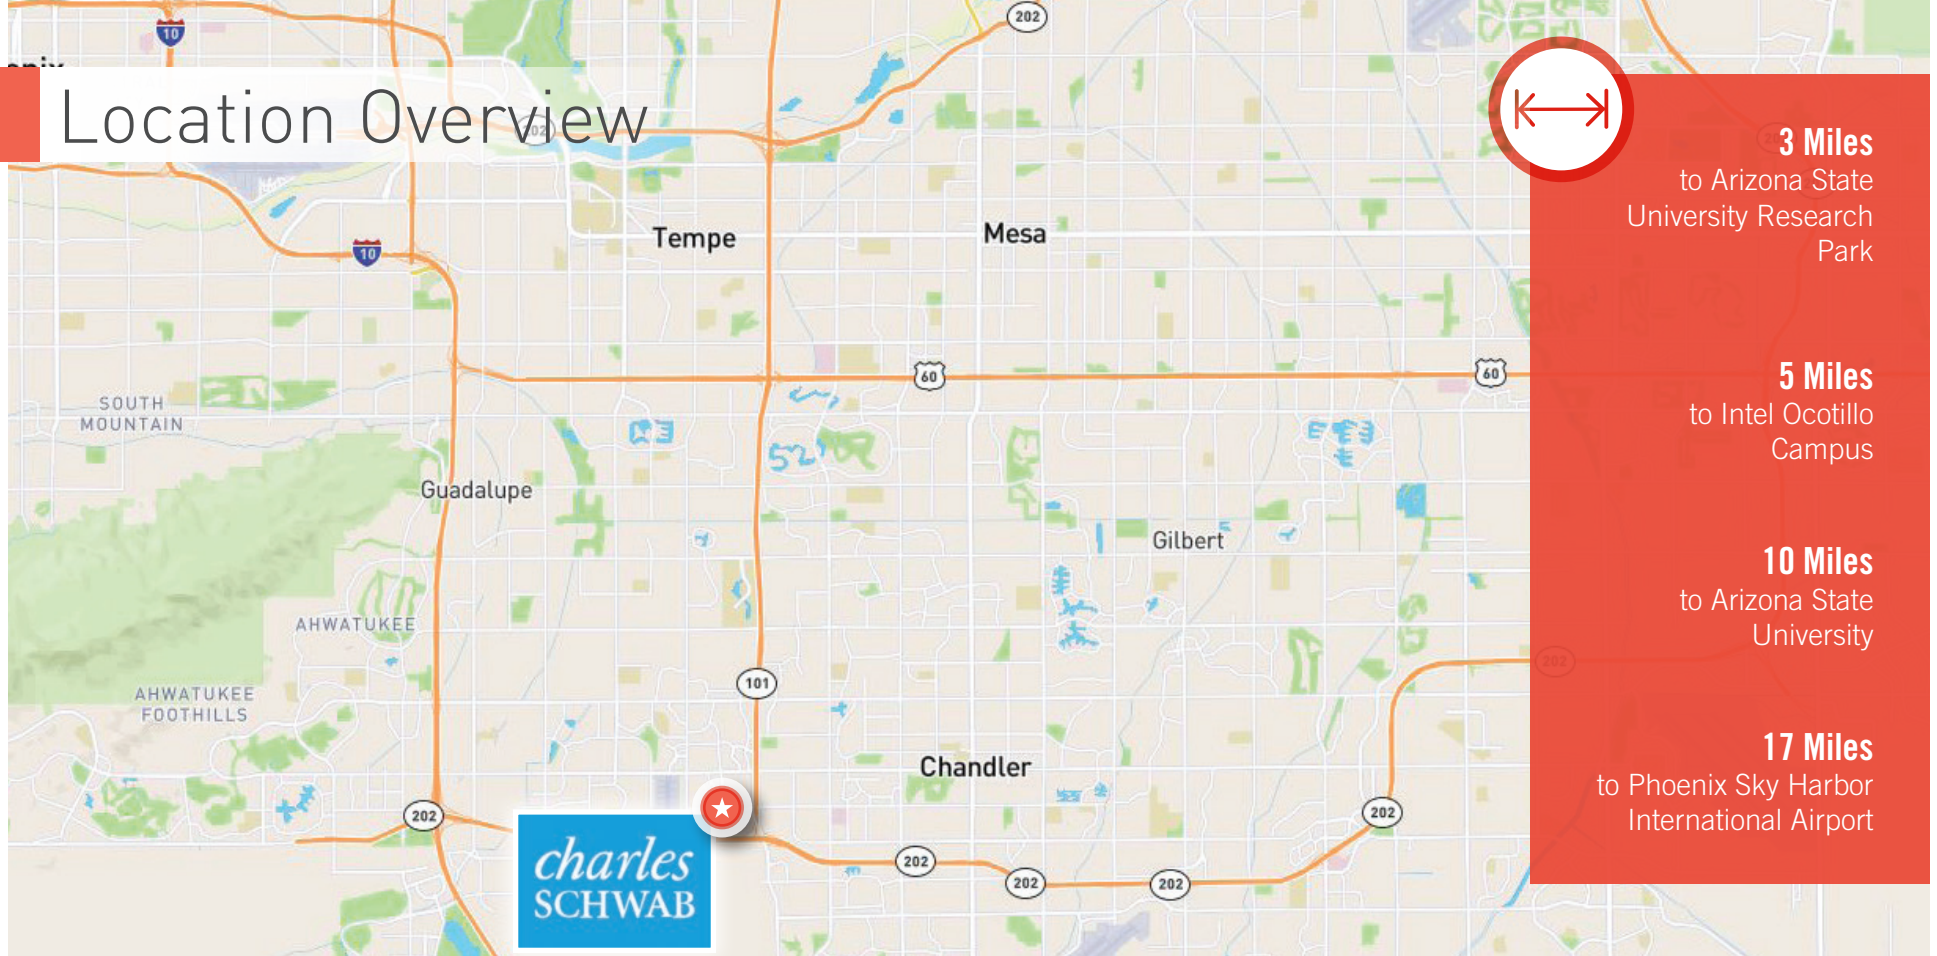 202
10
Location Overview
202
3 Miles
to Arizona State
University Research
Park
Tempe
Mesa
10
60
60
5 Miles
to Intel Ocotillo
Campus
SOUTH
MOUNTAIN
Guadalupe
Gilbert
10 Miles
to Arizona State
University
AHWATUKEE
202
101
AHWATUKEE
FOOTHILLS
17 Miles
to Phoenix Sky Harbor
International Airport
Chandler
202
202
charles
SCHWAB
202
202
202